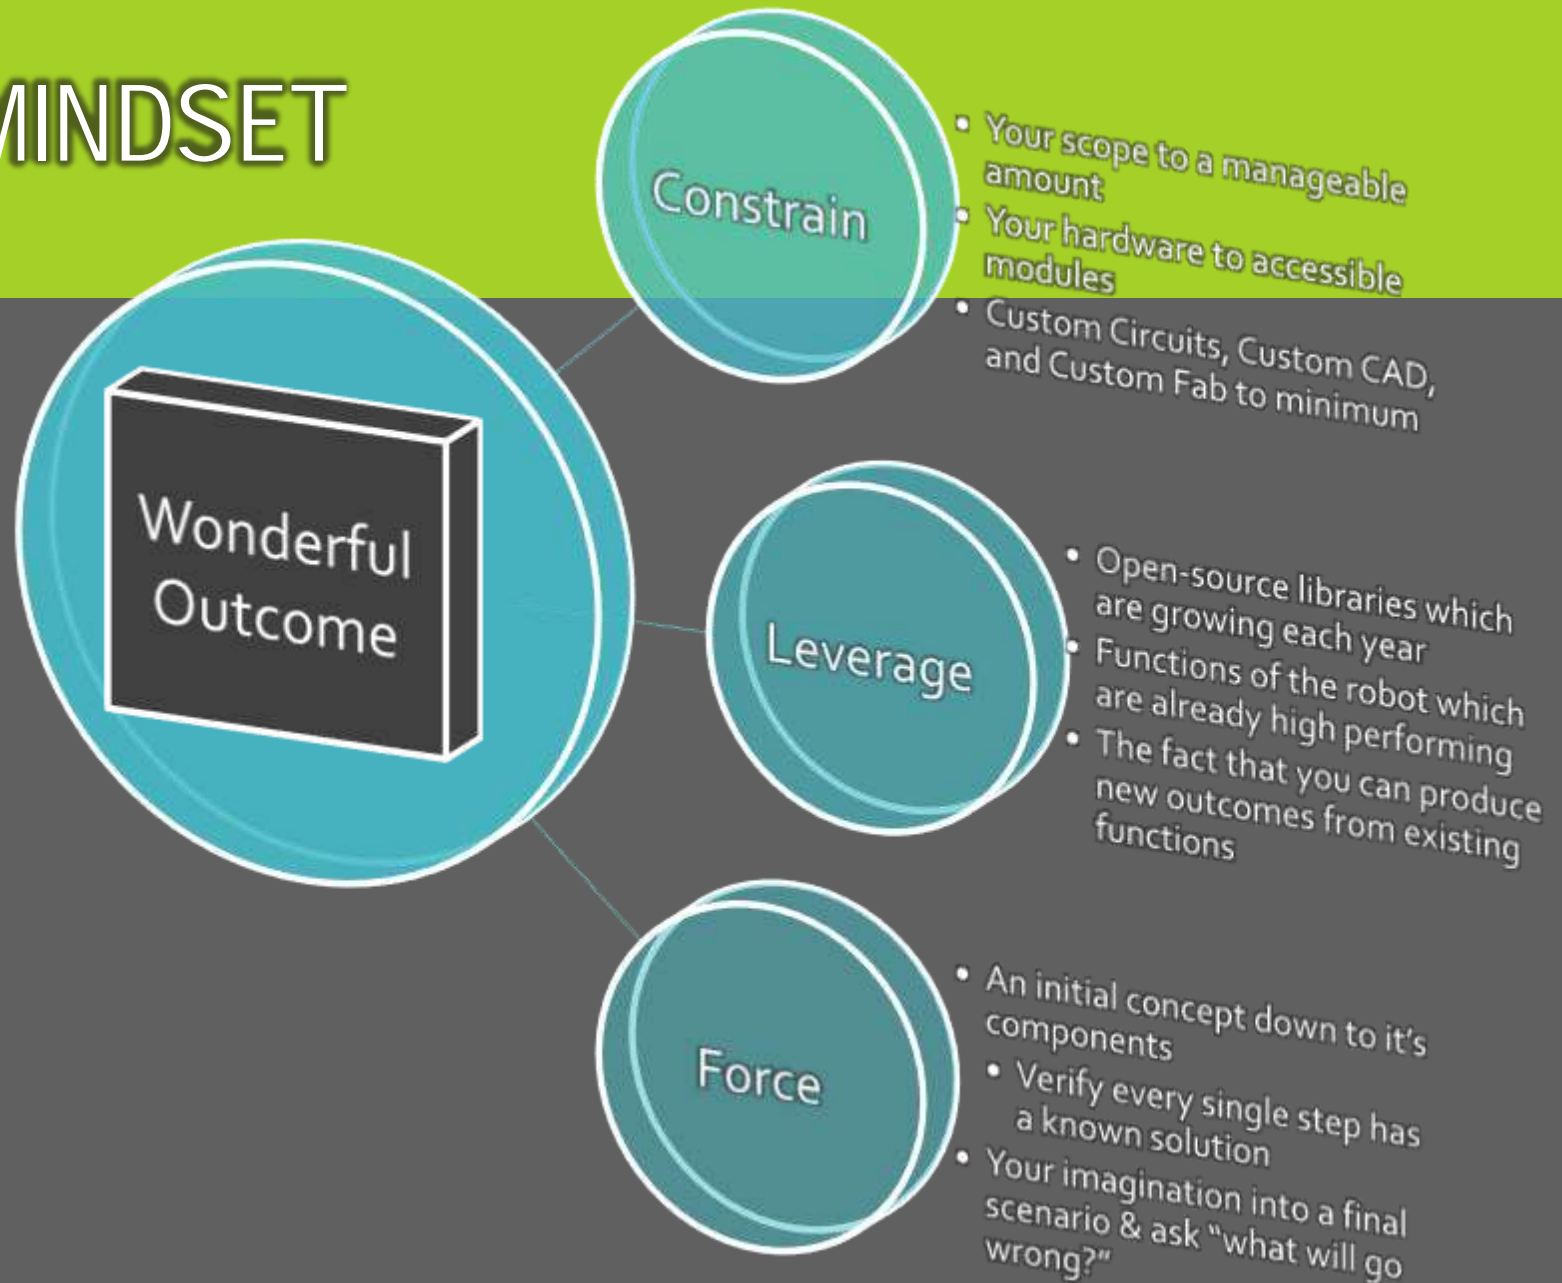 MINDSET
Wonderful
Outcome
Constrain
• Your scope to a manageable
amount
• Your hardware to accessible
modules
• Custom Circuits, Custom CAD,
and Custom Fab to minimum
Leverage
• Open-source libraries which
are growing each year
• Functions of the robot which
are already high performing
• The fact that you can produce
new outcomes from existing
functions
Force
• An initial concept down to it's
components
• Verify every single step has
a known solution
• Your imagination into a final
scenario & ask “what will go
wrong?”